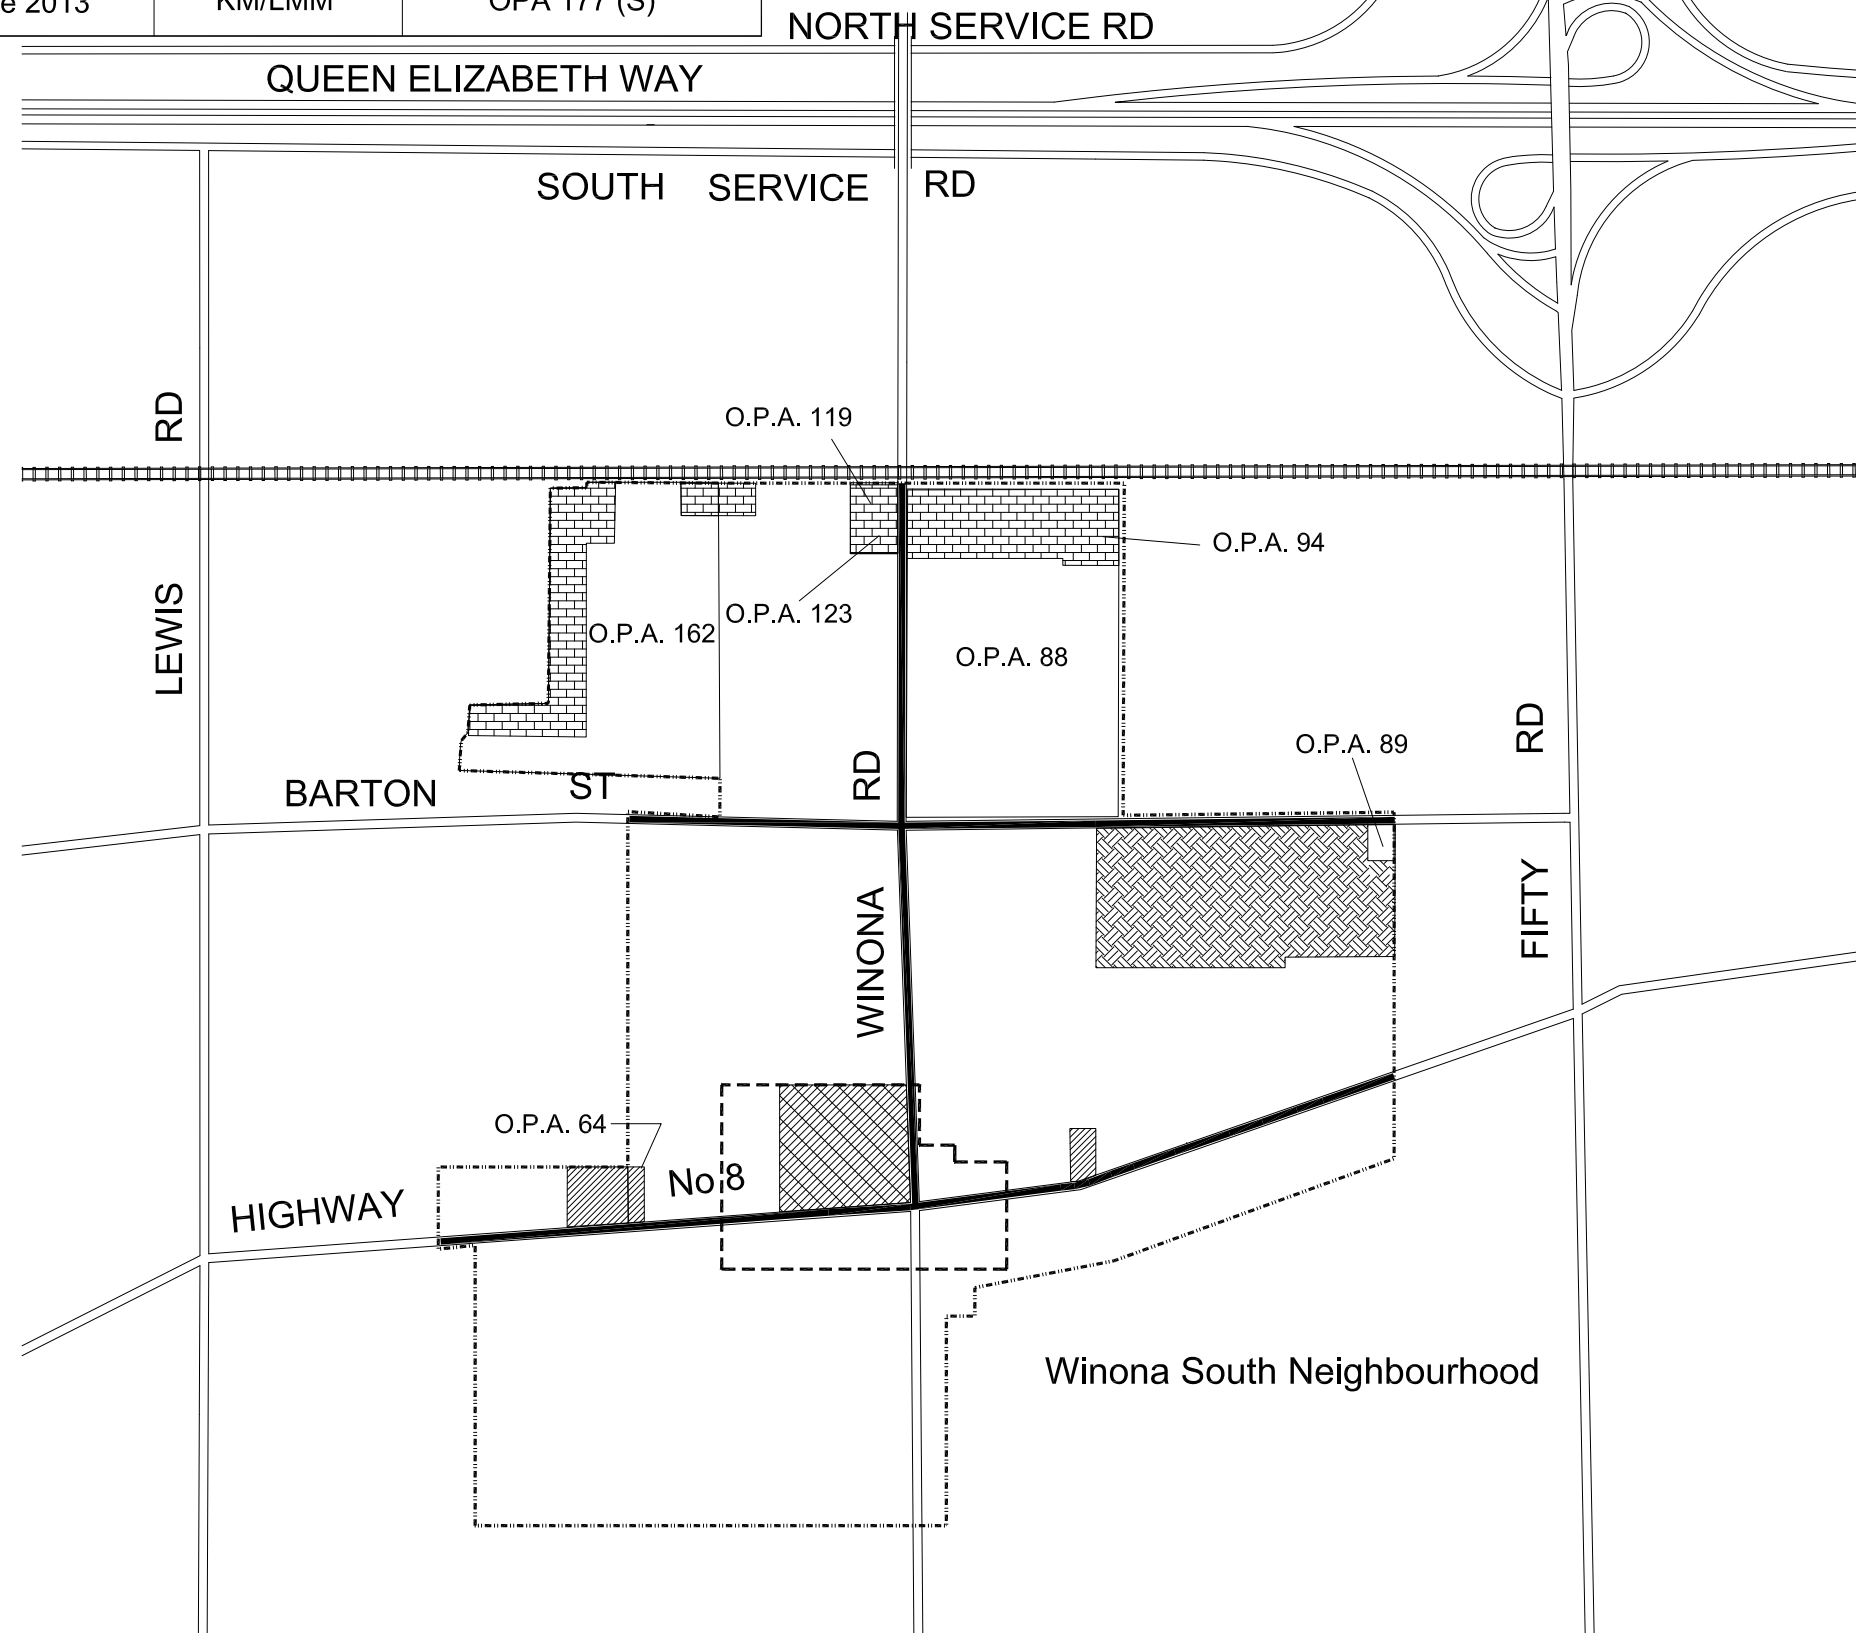 2013
KM/LMM
OPA 177 (S)
NORTH SERVICE RD
QUEEN ELIZABETH WAY
SOUTH SERVICE RD
LEWIS RD
O.P.A. 119
O.P.A. 94
O.P.A. 123
O.P.A. 162
O.P.A. 88
O.P.A. 89
BARTON ST
WINONA RD
FIFTY RD
O.P.A. 64
HIGHWAY No 8
Winona South Neighbourhood